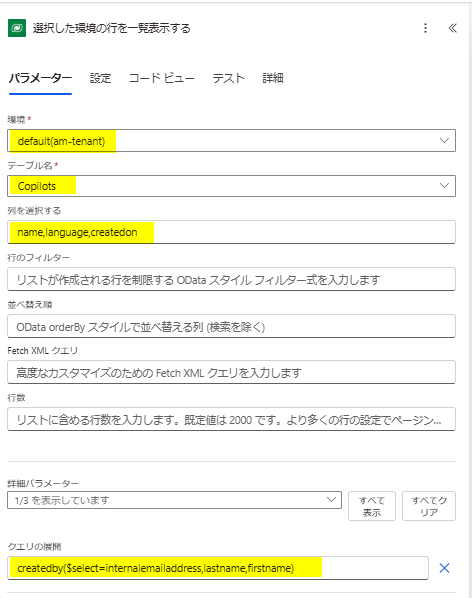 選択した環境の行を一覧表示する
パラメーター 設定 コード ビュー テスト 詳細
環境 *
default(am-tenant)
テーブル名 *
Copilots
列を選択する
name,language,createdon
行のフィルター
リストが作成される行を制限する OData スタイル フィルター式を入力します
並べ替え順
OData orderBy スタイルで並べ替える列 (検索を除く)
Fetch XML クエリ
高度なカスタマイズのための Fetch XML クエリを入力します
行数
リストに含める行数を入力します。既定値は 2000 です。より多くの行の設定でページン...
詳細パラメーター
1/3 を表示しています
すべて表示
すべてクリア
クエリの展開
createdby($select=internalemailaddress,lastname,firstname)